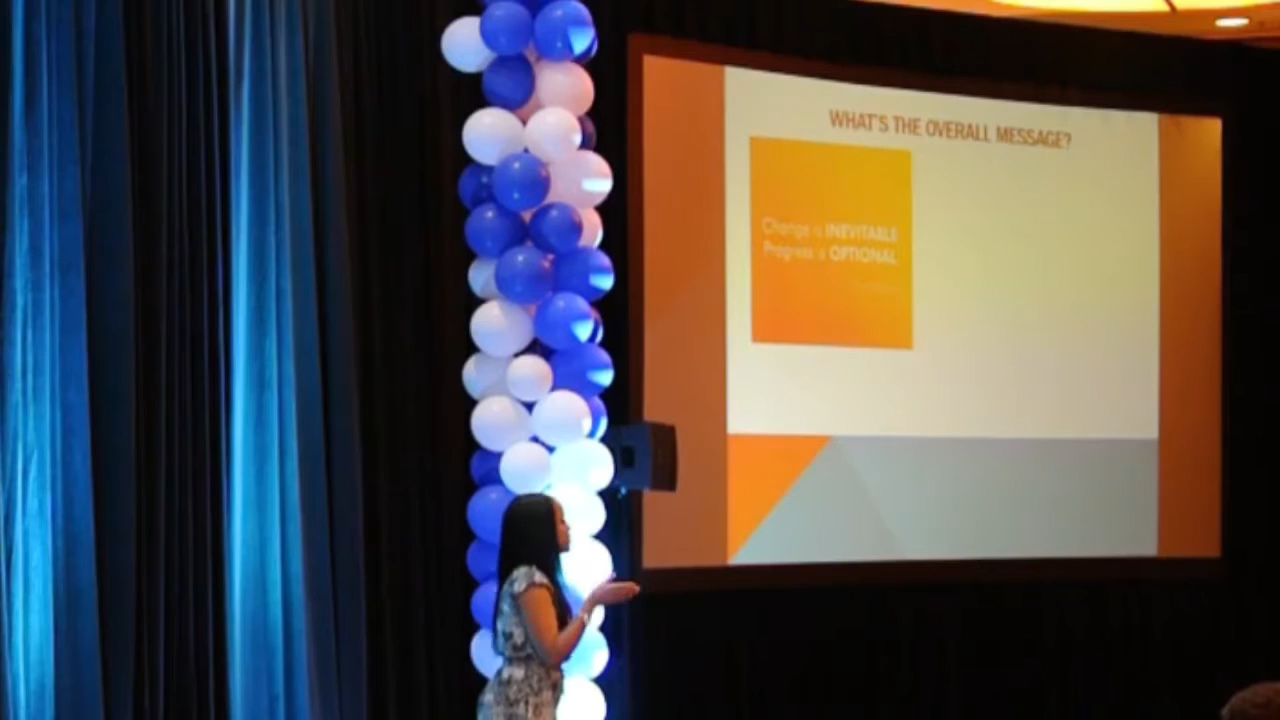 WHAT'S THE OVERALL MESSAGE?
Change is INEVITABLE
Progress is OPTIONAL